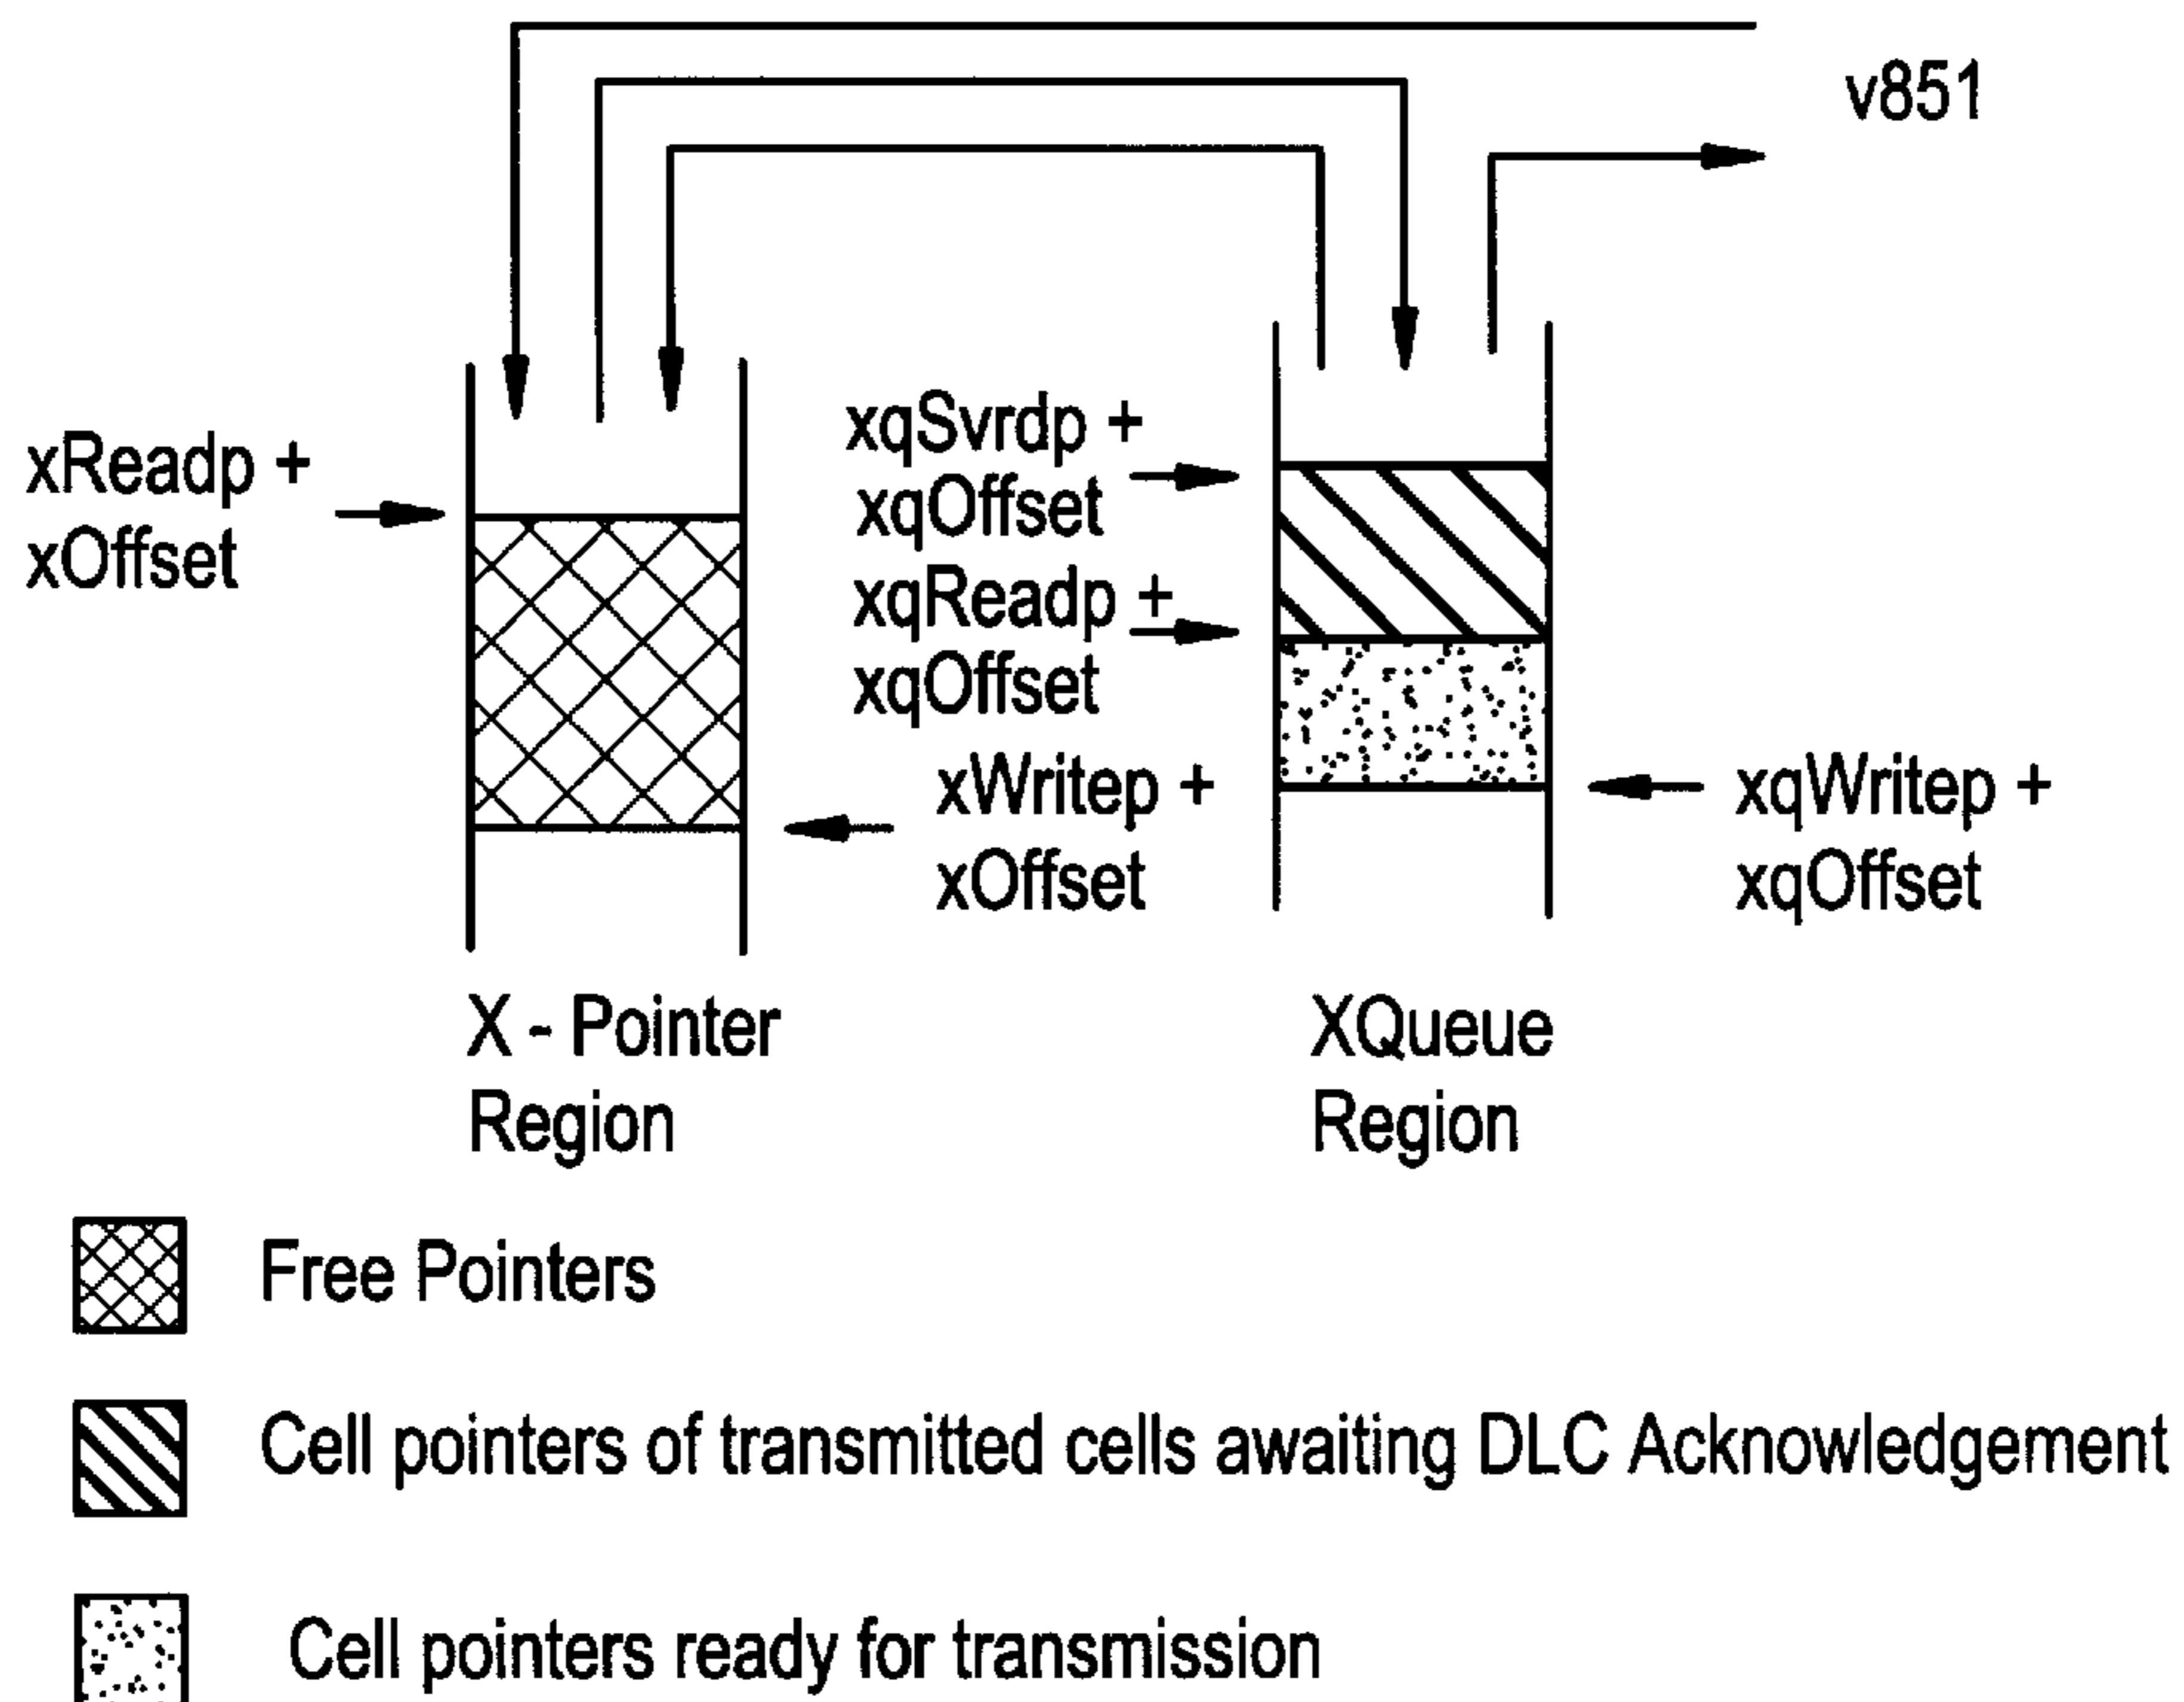 v851
xReadp +
xOffset
xqSvrdp +
xqOffset
xqReadp +
xqOffset
xWritep +
xOffset
xqWritep +
xqOffset
X - Pointer
Region
XQueue
Region
Free Pointers
Cell pointers of transmitted cells awaiting DLC Acknowledgement
Cell pointers ready for transmission